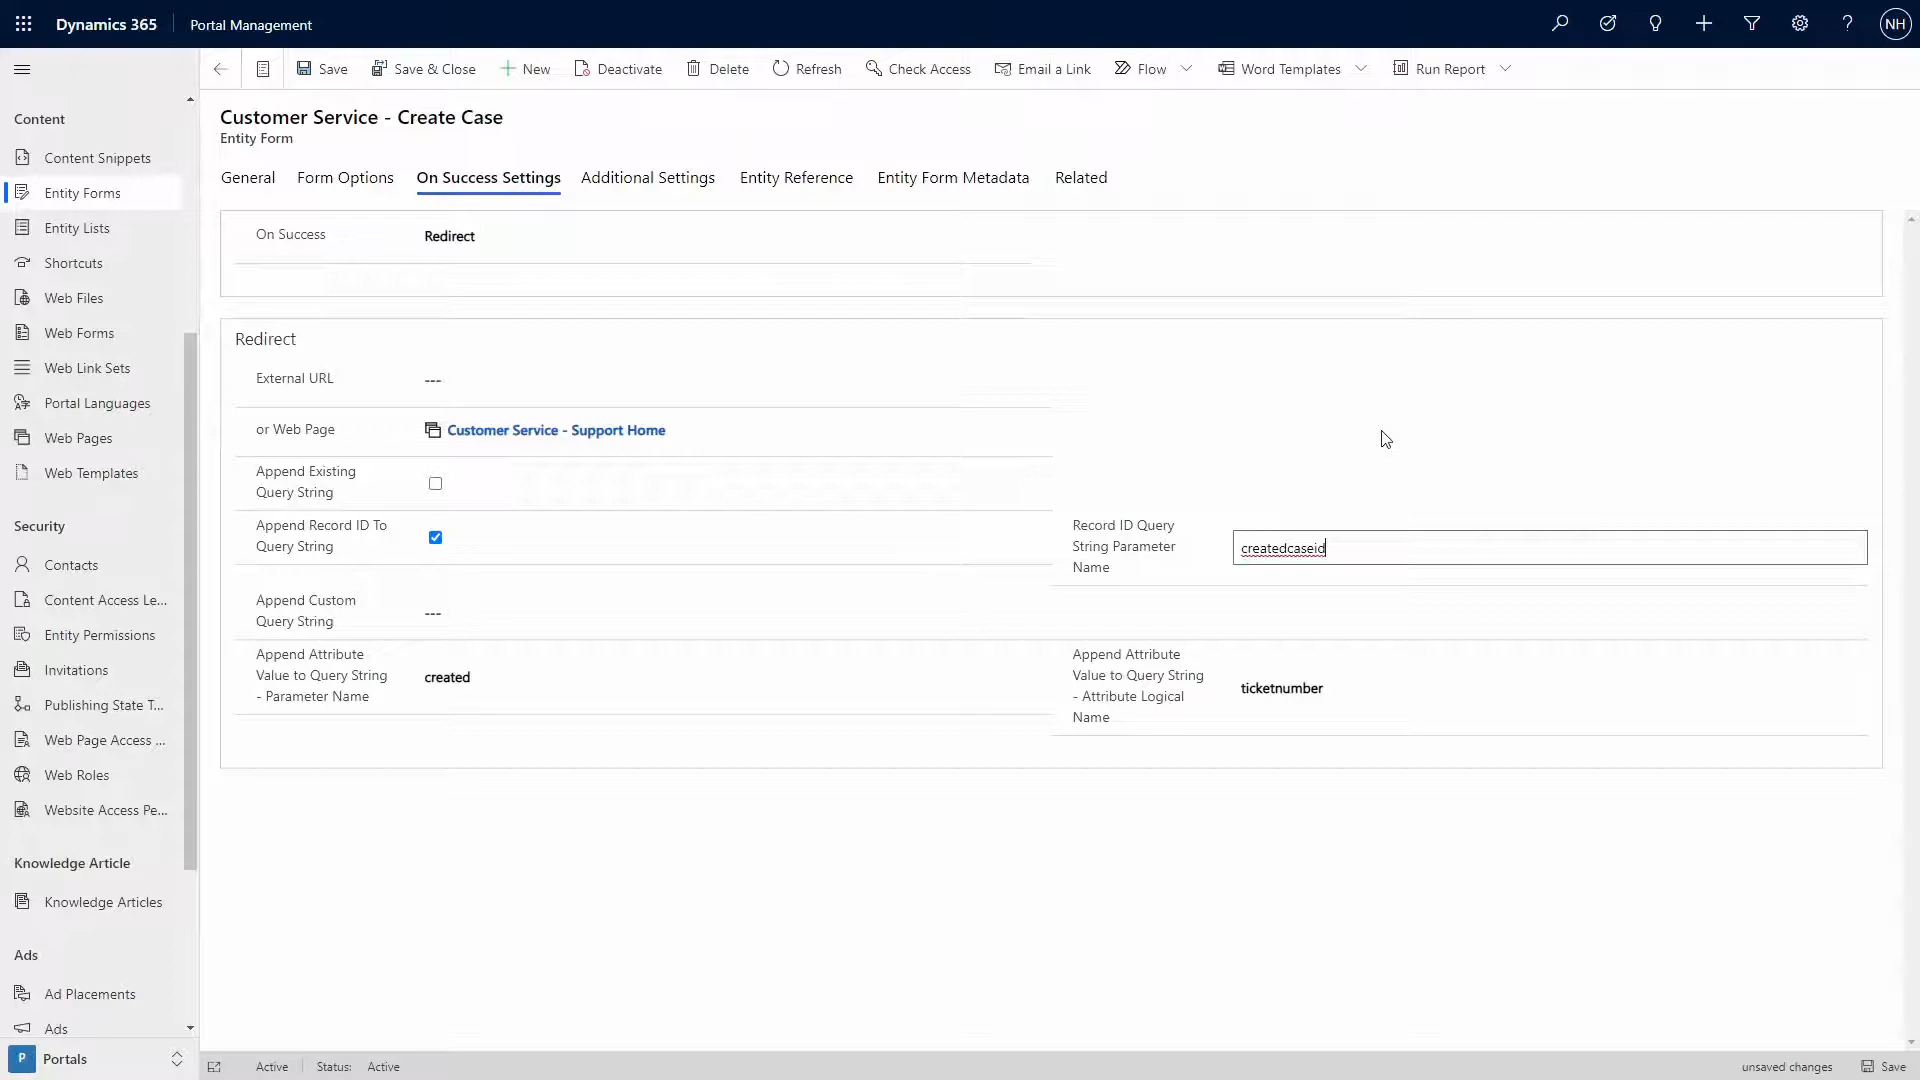 Dynamics 365
Portal Management
NH
Save
Save & Close
New
Deactivate
Delete
Refresh
Check Access
Email a Link
Flow
Word Templates
Run Report
Content
Content Snippets
Entity Forms
Entity Lists
Shortcuts
Web Files
Web Forms
Web Link Sets
Portal Languages
Web Pages
Web Templates
Security
Contacts
Content Access Le...
Entity Permissions
Invitations
Publishing State T...
Web Page Access ...
Web Roles
Website Access Pe...
Knowledge Article
Knowledge Articles
Ads
Ad Placements
Ads
P
Portals
Customer Service - Create Case
Entity Form
General
Form Options
On Success Settings
Additional Settings
Entity Reference
Entity Form Metadata
Related
On Success
Redirect
Redirect
External URL
---
or Web Page
Customer Service - Support Home
Append Existing
Query String
Append Record ID To
Query String
Record ID Query
String Parameter
Name
createdcaseid
Append Custom
Query String
---
Append Attribute
Value to Query String
- Parameter Name
created
Append Attribute
Value to Query String
- Attribute Logical
Name
ticketnumber
Active
Status:
Active
unsaved changes
Save